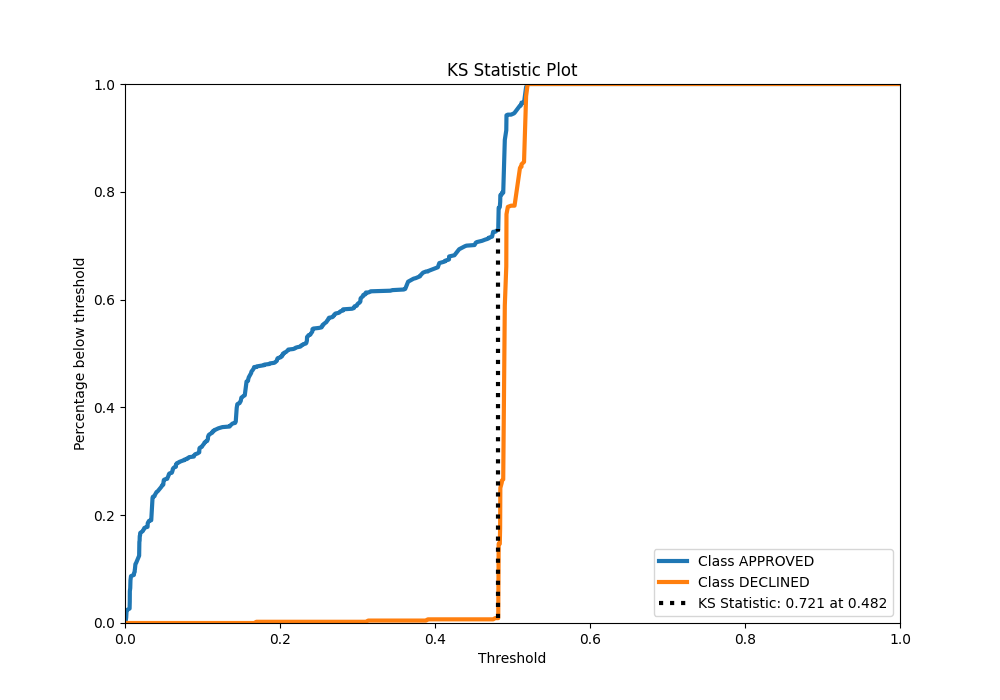 KS Statistic Plot
1.0
0.8
0.6
0.4
0.2
0.0
Percentage below threshold
0.0 0.2 0.4 0.6 0.8 1.0
Threshold
Class APPROVED
Class DECLINED
KS Statistic: 0.721 at 0.482